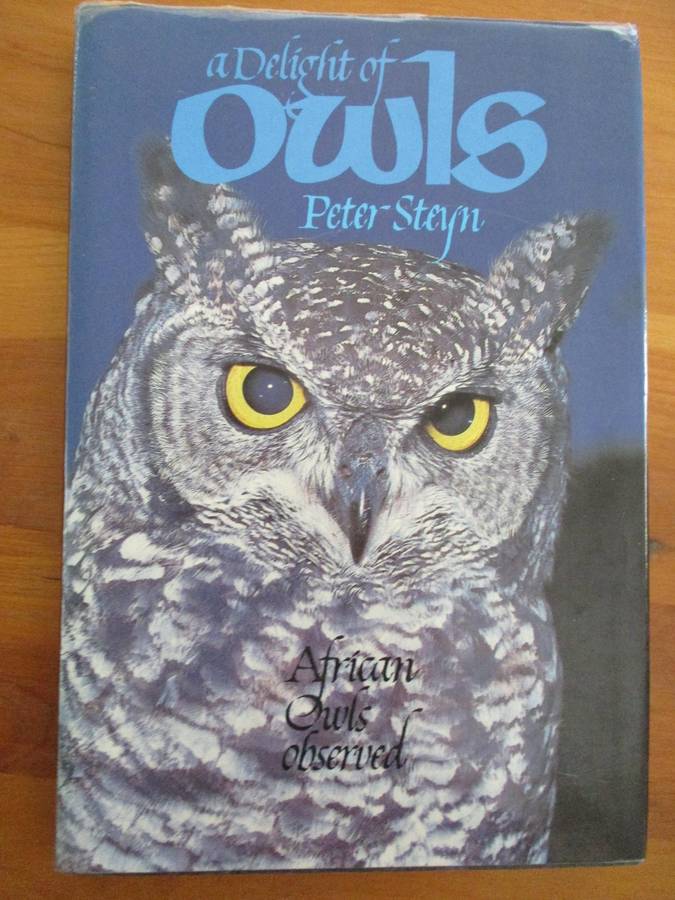 a Delight of
owls
Peter Steyn
African
Owls
observed